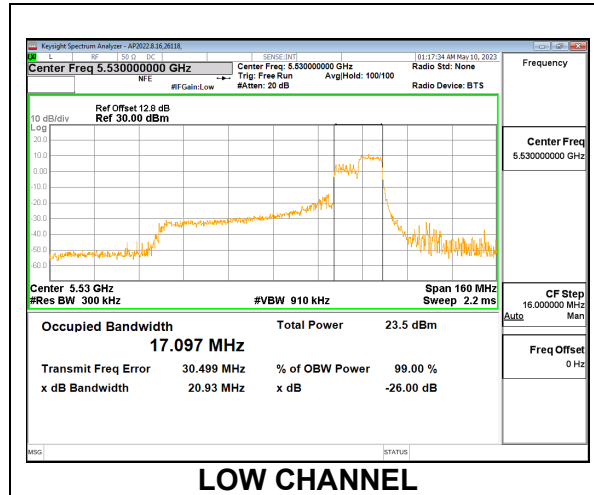 Keysight Spectrum Analyzer - AP2022.8.16,26118,
L RF 50 Ω DC SENSE:INT 01:17:34 AM May 10, 2023
Center Freq 5.530000000 GHz Center Freq: 5.530000000 GHz Radio Std: None
NFE Trig: Free Run Avg|Hold: 100/100
#IFGain:Low #Atten: 20 dB Radio Device: BTS
Ref Offset 12.8 dB
10 dB/div Ref 30.00 dBm
Log
20.0
10.0
0.00
-10.0
-20.0
-30.0
-40.0
-50.0
-60.0
Center 5.53 GHz Span 160 MHz
#Res BW 300 kHz #VBW 910 kHz Sweep 2.2 ms
Occupied Bandwidth Total Power 23.5 dBm
17.097 MHz
Transmit Freq Error 30.499 MHz % of OBW Power 99.00 %
x dB Bandwidth 20.93 MHz x dB -26.00 dB
MSG STATUS
Frequency
Center Freq
5.530000000 GHz
CF Step
16.000000 MHz
Auto Man
Freq Offset
0 Hz
LOW CHANNEL